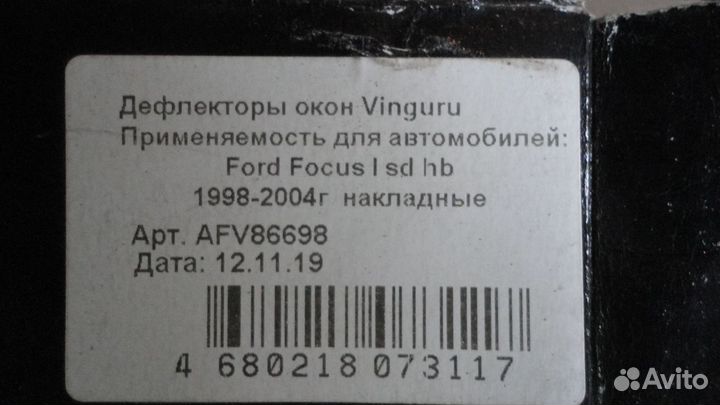 Дефлекторы окон Vinguru
Применяемость для автомобилей:
Ford Focus I sd hb
1998-2004г накладные
Арт. AFV86698
Дата: 12.11.19
4 680218 073117
Avito